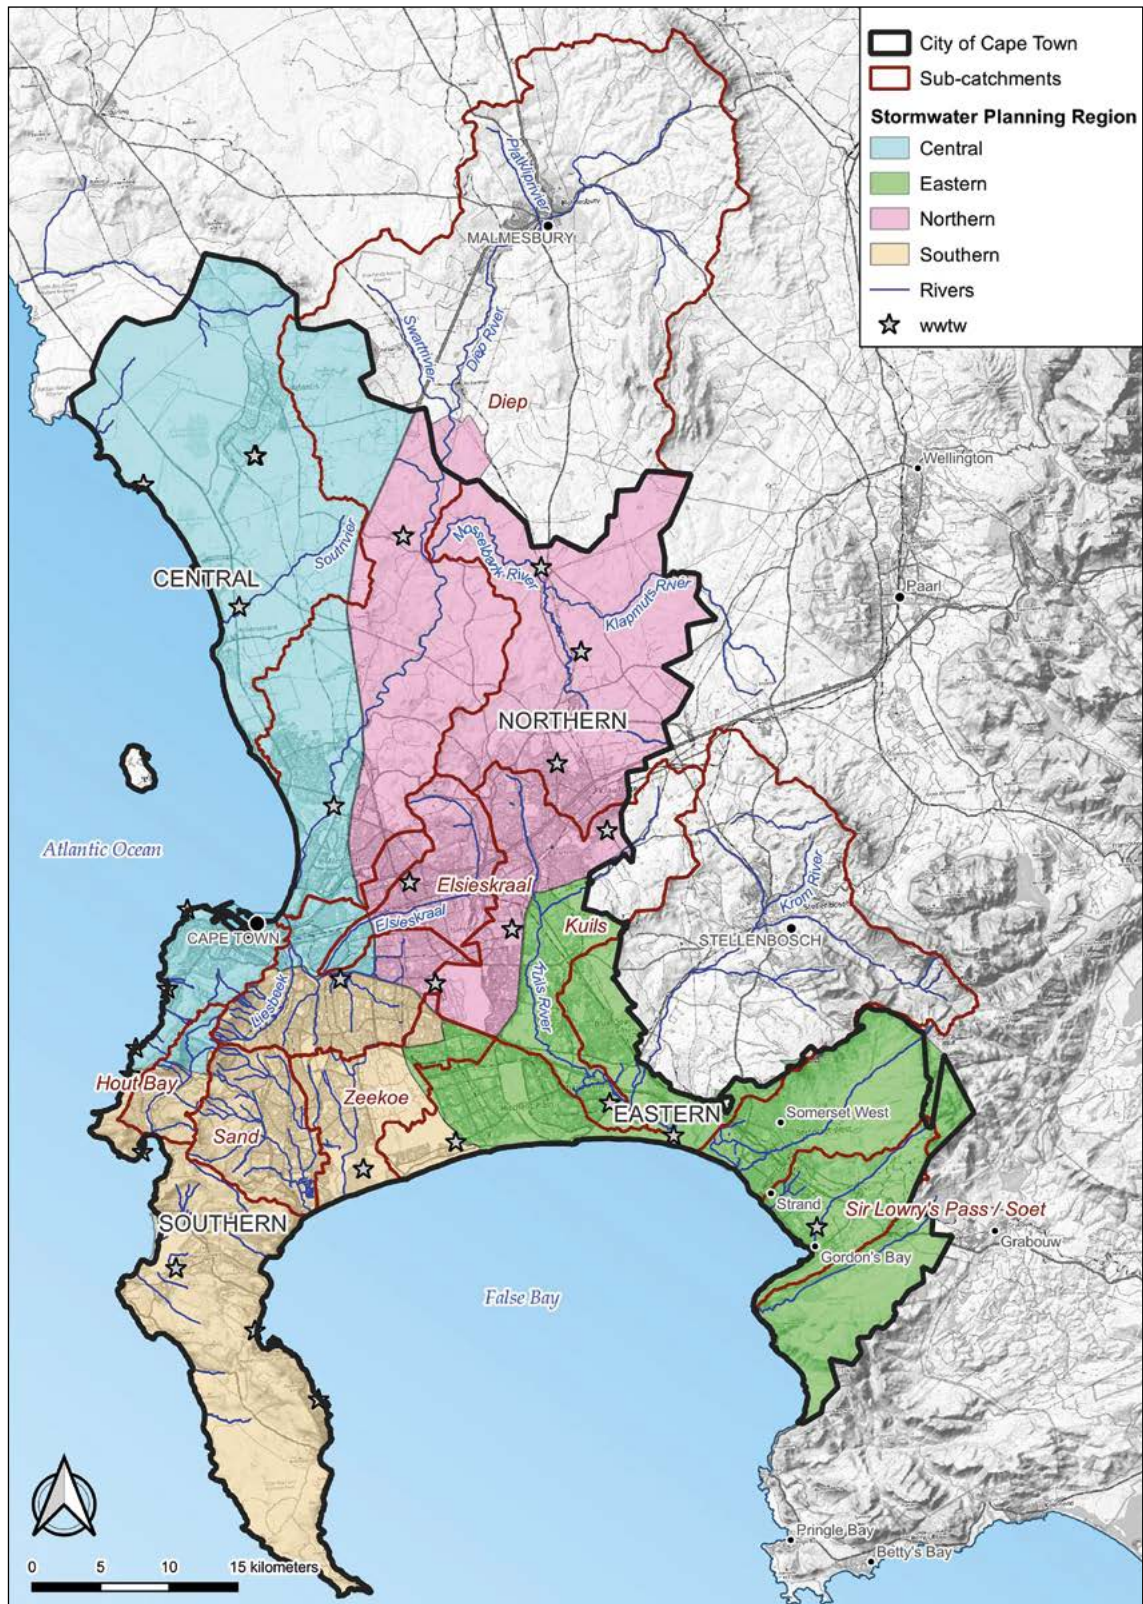 City of Cape Town
Sub-catchments
Stormwater Planning Region
Central
Eastern
Northern
Southern
Rivers
wwtw
Platkliprivier
MALMESBURY
Swartrivier
Diep River
Diep
Wellington
Soutrivier
Mosselbank River
CENTRAL
Klapmuts River
Paarl
NORTHERN
Atlantic Ocean
Elsieskraal
Krom River
Elsieskraal
Kuils
CAPE TOWN
STELLENBOSCH
Liesbeek
Kuils River
Hout Bay
Zeekoe
EASTERN
Somerset West
Sand
Strand
SOUTHERN
Sir Lowry's Pass / Soet
Grabouw
Gordon's Bay
False Bay
Pringle Bay
Betty's Bay
0 5 10 15 kilometers